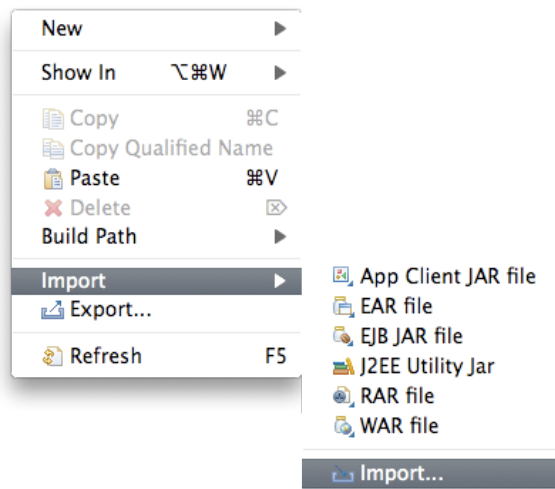 New
Show In ⌥⌘W
Copy ⌘C
Copy Qualified Name
Paste ⌘V
Delete ⌦
Build Path
Import
Export...
Refresh F5
App Client JAR file
EAR file
EJB JAR file
J2EE Utility Jar
RAR file
WAR file
Import...